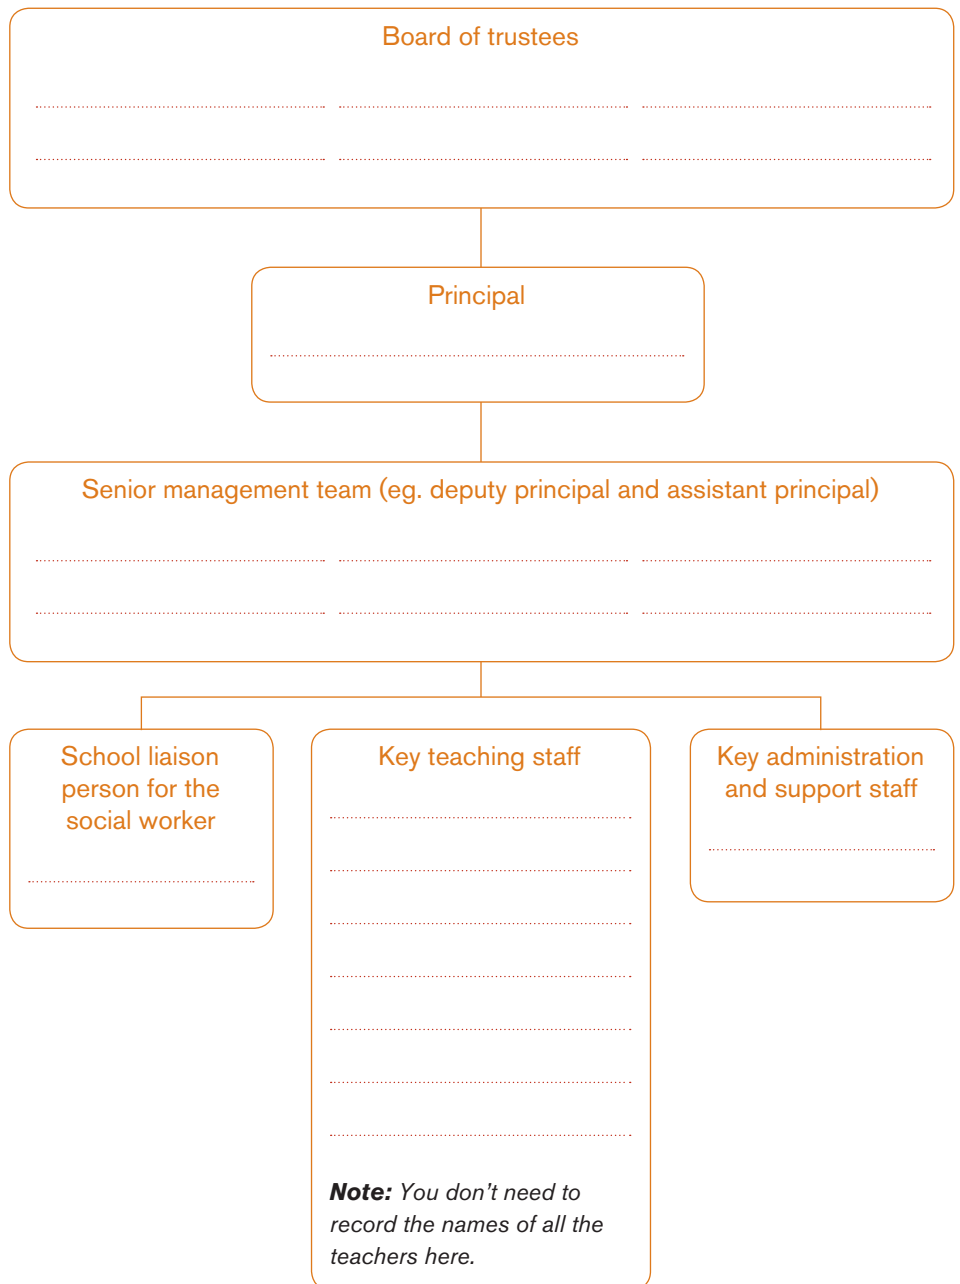 Board of trustees
Principal
Senior management team (eg. deputy principal and assistant principal)
School liaison
person for the
social worker
Key teaching staff
Note: You don't need to
record the names of all the
teachers here.
Key administration
and support staff